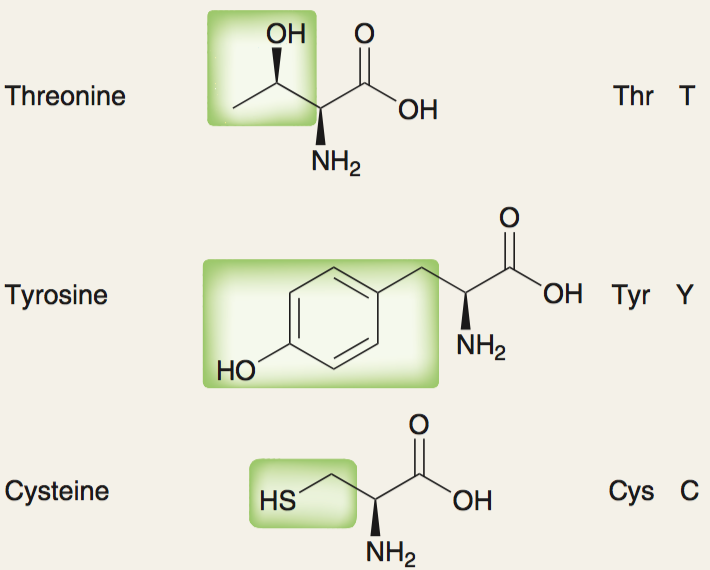 OH O
Threonine Thr T
OH
NH₂
O
Tyrosine OH Tyr Y
NH₂
HO
O
Cysteine HS OH Cys C
NH₂